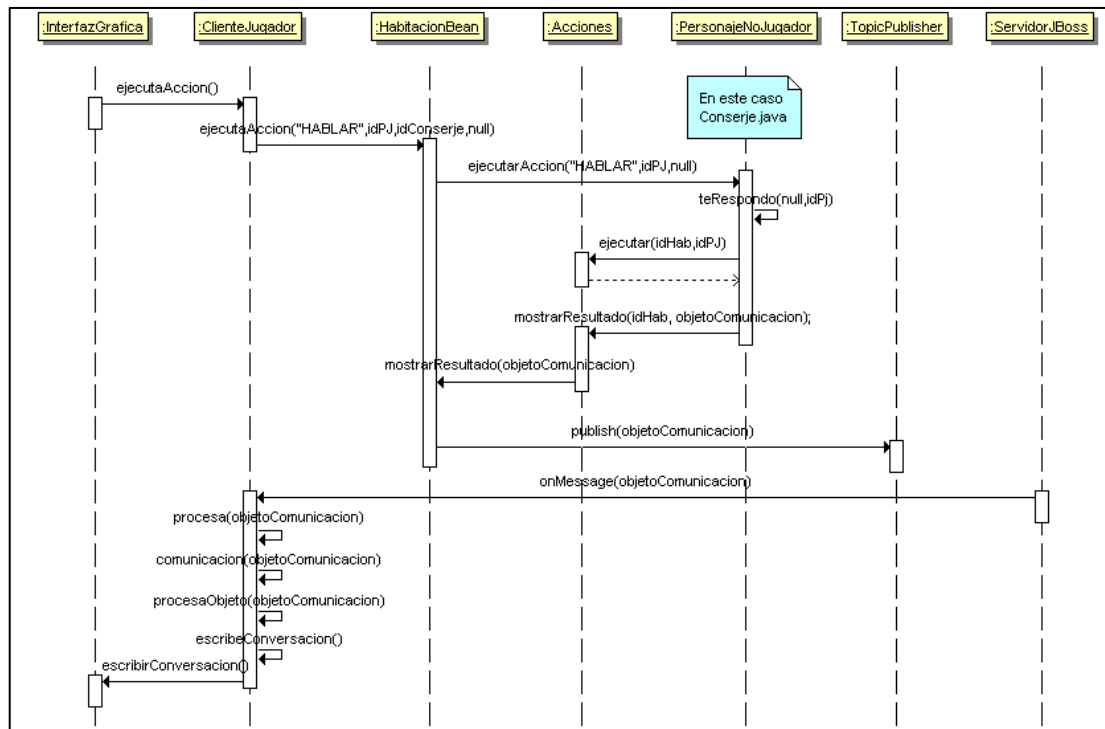 :InterfazGrafica :ClienteJugador :HabitacionBean :Acciones :PersonajeNoJugador :TopicPublisher :ServidorJBoss
En este caso
Conserje.java
ejecutaAccion()
ejecutaAccion("HABLAR",idPJ,idConserje,null)
ejecutarAccion("HABLAR",idPJ,null)
teRespondo(null,idPj)
ejecutar(idHab,idPJ)
mostrarResultado(idHab, objetoComunicacion);
mostrarResultado(objetoComunicacion)
publish(objetoComunicacion)
onMessage(objetoComunicacion)
procesa(objetoComunicacion)
comunicacion(objetoComunicacion)
procesaObjeto(objetoComunicacion)
escribeConversacion()
escribirConversacion()